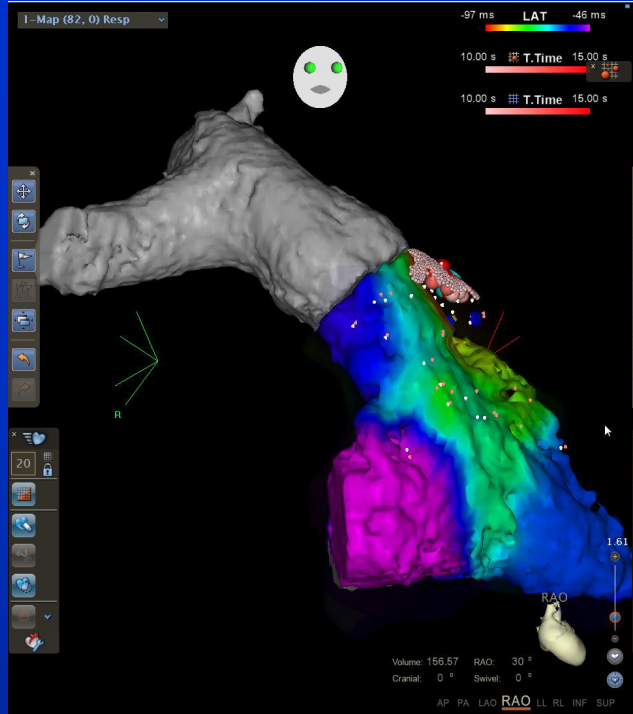 1-Map (82, 0) Resp
-97 ms LAT -46 ms
10.00 s T.Time 15.00 s
10.00 s T.Time 15.00 s
R
20
1.61
RAO
Volume: 156.57 RAO: 30 °
Cranial: 0 ° Swivel: 0 °
AP PA LAO RAO LL RL INF SUP